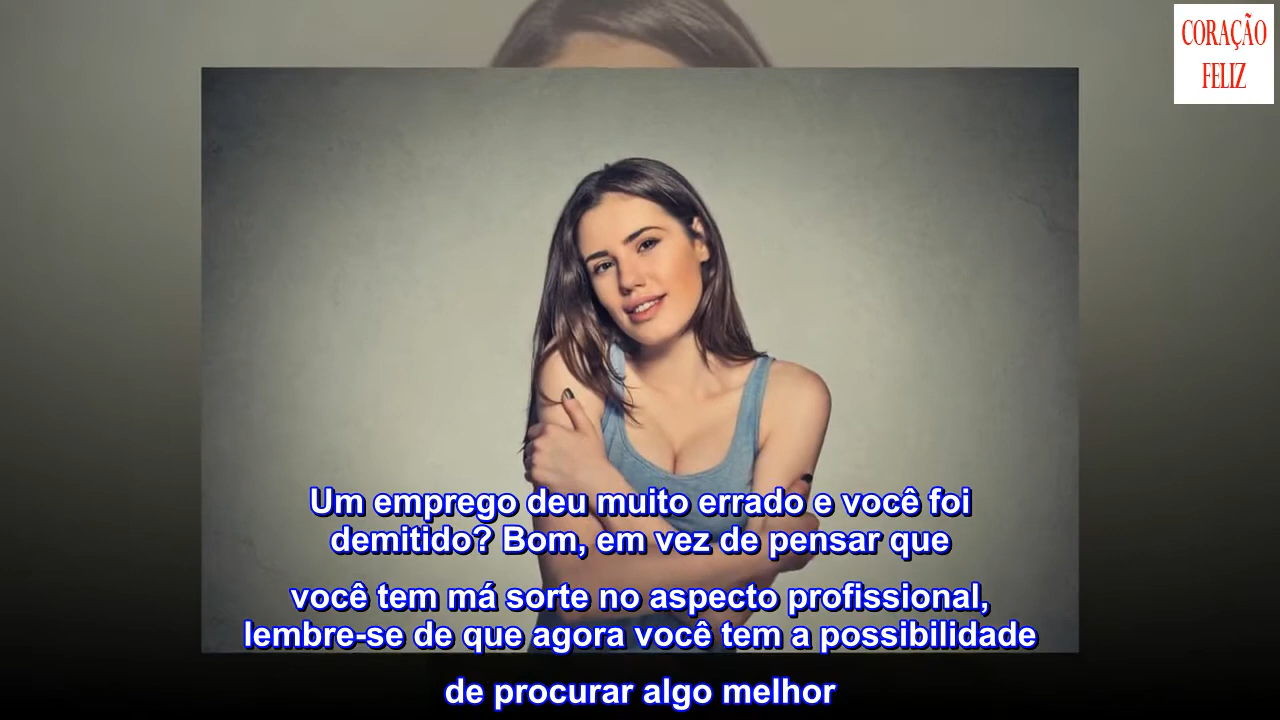 CORAÇÃO
FELIZ
Um emprego deu muito errado e você foi
demitido? Bom, em vez de pensar que
você tem má sorte no aspecto profissional,
lembre-se de que agora você tem a possibilidade
de procurar algo melhor